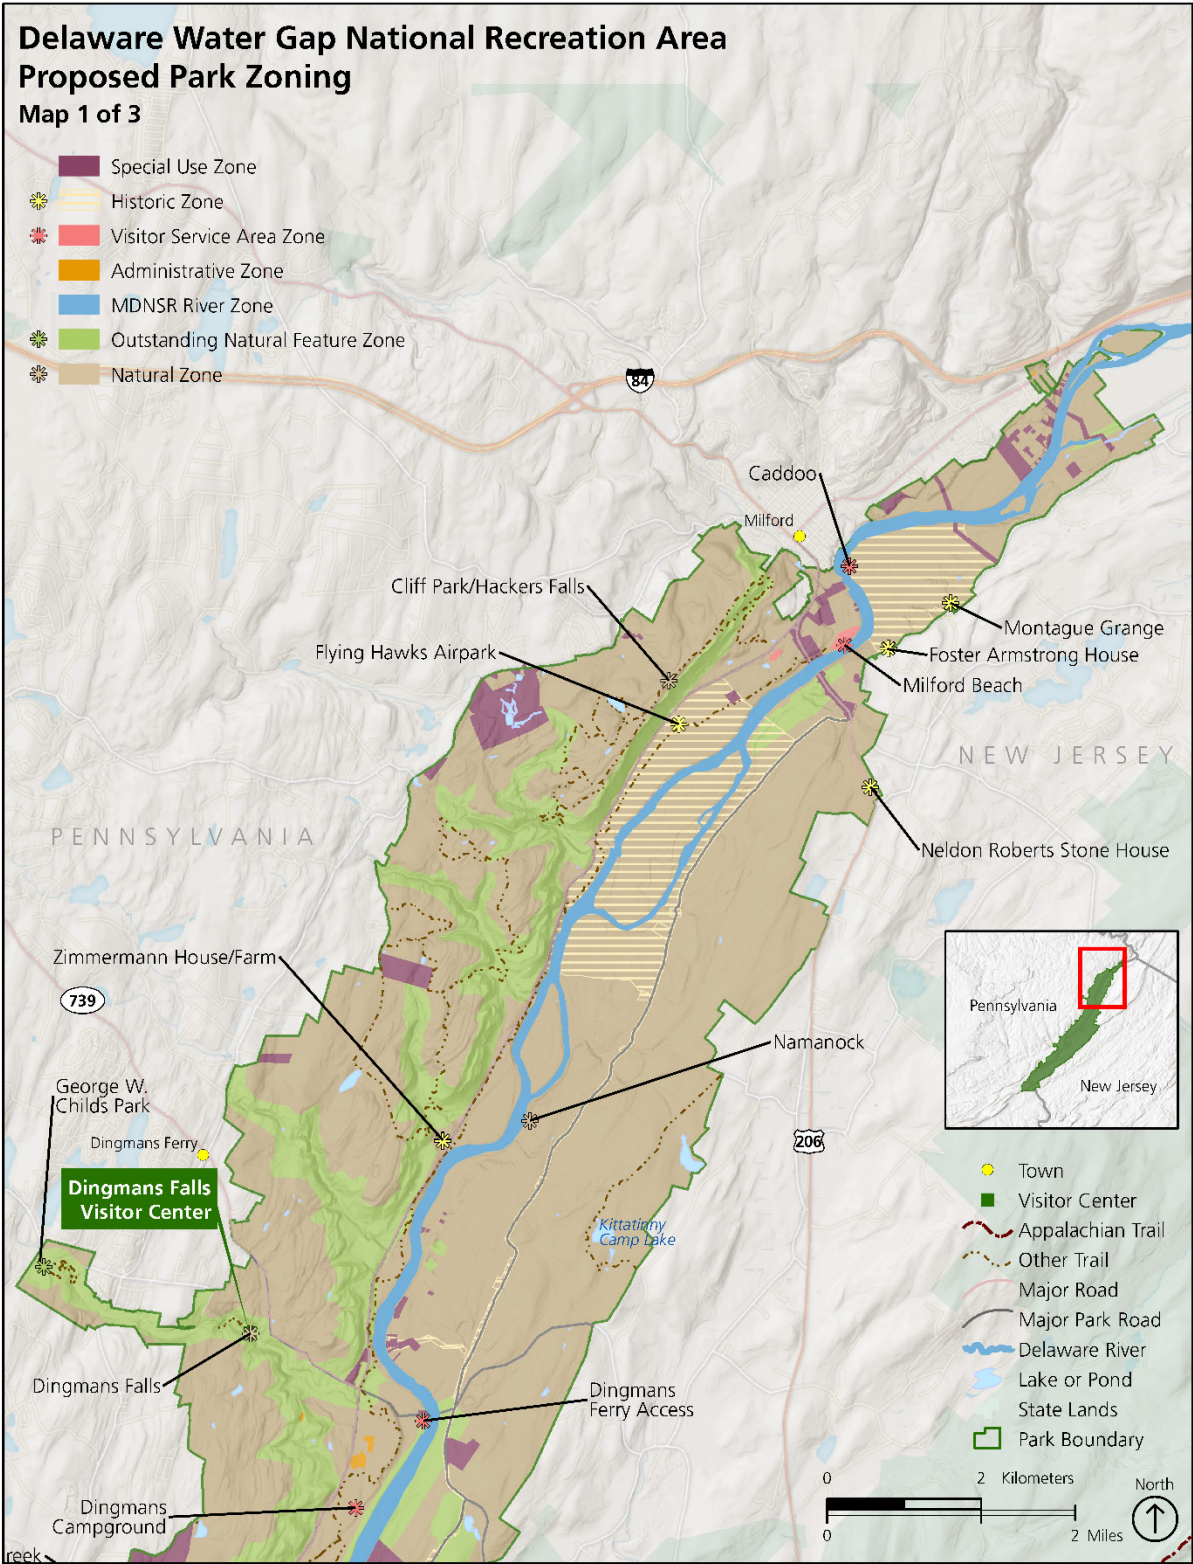 Delaware Water Gap National Recreation Area
Proposed Park Zoning
Map 1 of 3
Special Use Zone
Historic Zone
Visitor Service Area Zone
Administrative Zone
MDNSR River Zone
Outstanding Natural Feature Zone
Natural Zone
84
Caddoo
Milford
Cliff Park/Hackers Falls
Flying Hawks Airpark
Montague Grange
Foster Armstrong House
Milford Beach
NEW JERSEY
PENNSYLVANIA
Neldon Roberts Stone House
Zimmermann House/Farm
739
Namanock
Pennsylvania
New Jersey
George W.
Childs Park
Dingmans Ferry
206
Dingmans Falls
Visitor Center
Kittatinny
Camp Lake
Dingmans Falls
Dingmans
Ferry Access
Dingmans
Campground
reek
Town
Visitor Center
Appalachian Trail
Other Trail
Major Road
Major Park Road
Delaware River
Lake or Pond
State Lands
Park Boundary
0 2 Kilometers
0 2 Miles
North